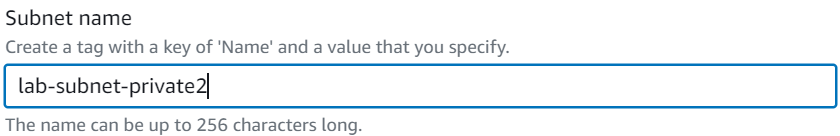 Subnet name
Create a tag with a key of 'Name' and a value that you specify.
lab-subnet-private2
The name can be up to 256 characters long.